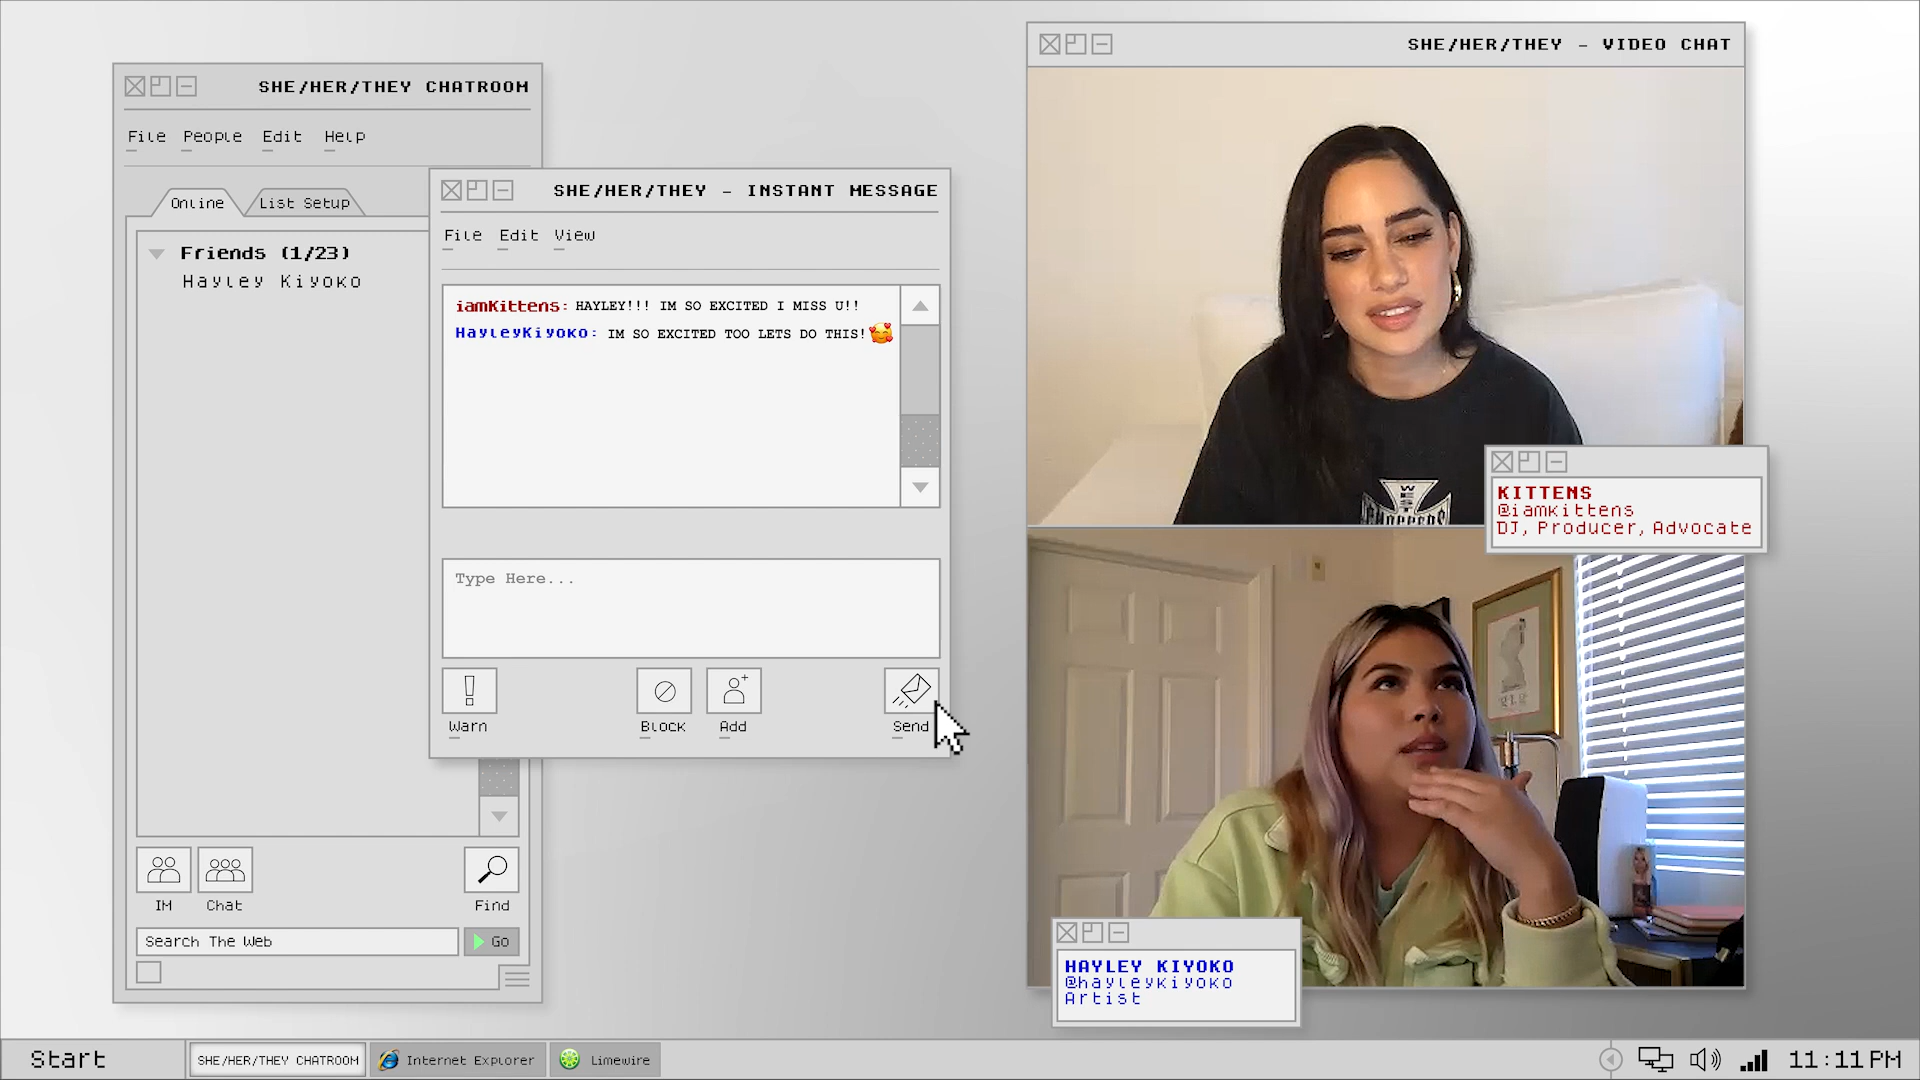 SHE/HER/THEY CHATROOM
File People Edit Help
Online List Setup
Friends (1/23)
Hayley Kiyoko
IM Chat Find
Search The Web Go
SHE/HER/THEY - INSTANT MESSAGE
File Edit View
iamKittens: HAYLEY!!! IM SO EXCITED I MISS U!!
HayleyKiyoko: IM SO EXCITED TOO LETS DO THIS!🥰
Type Here...
Warn Block Add Send
SHE/HER/THEY - VIDEO CHAT
WEST
CHOPPERS
KITTENS
@iamkittens
DJ, Producer, Advocate
HAYLEY KIYOKO
@hayleykiyoko
Artist
Start SHE/HER/THEY CHATROOM Internet Explorer Limewire 11:11 PM